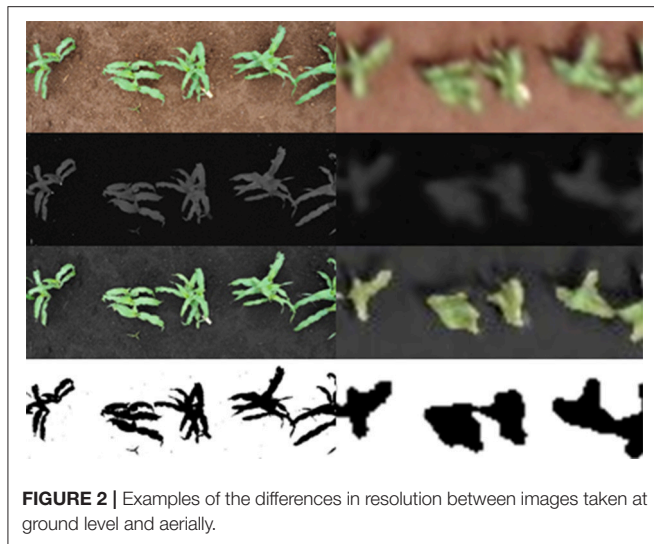 FIGURE 2 | Examples of the differences in resolution between images taken at
ground level and aerially.